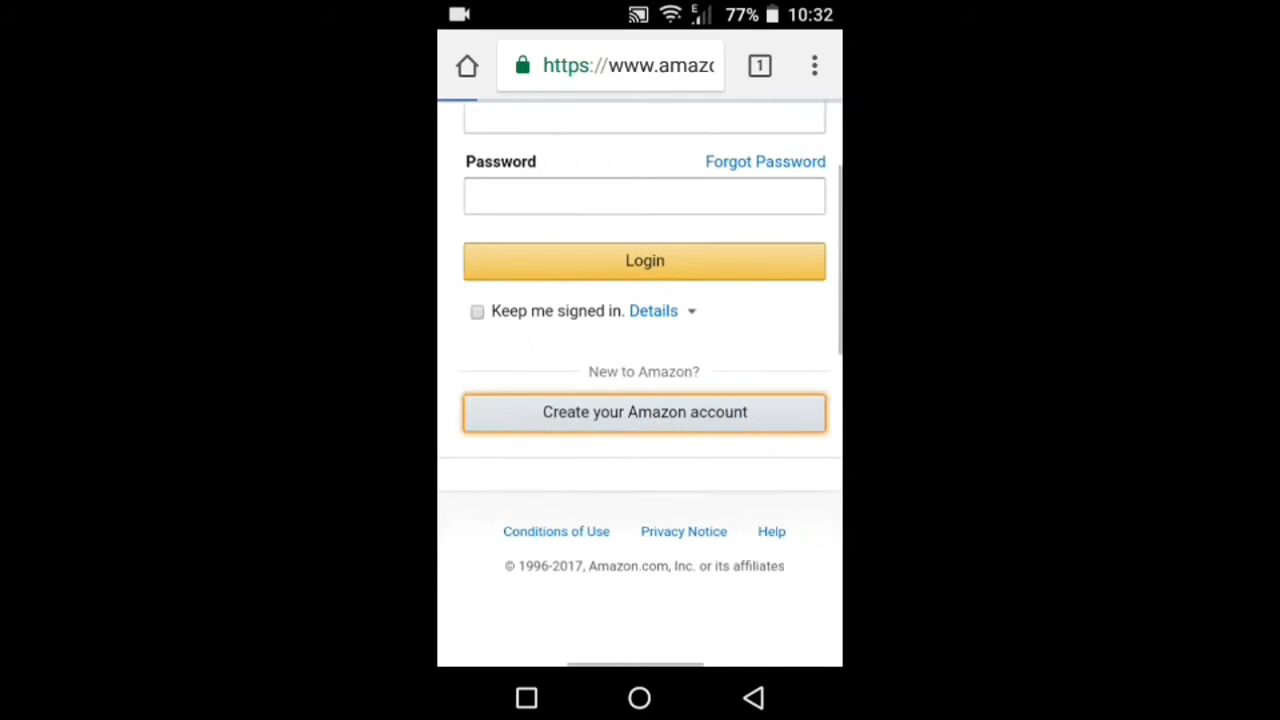 E 77% 10:32
https://www.amazo
1
Password Forgot Password
Login
Keep me signed in. Details
New to Amazon?
Create your Amazon account
Conditions of Use Privacy Notice Help
© 1996-2017, Amazon.com, Inc. or its affiliates